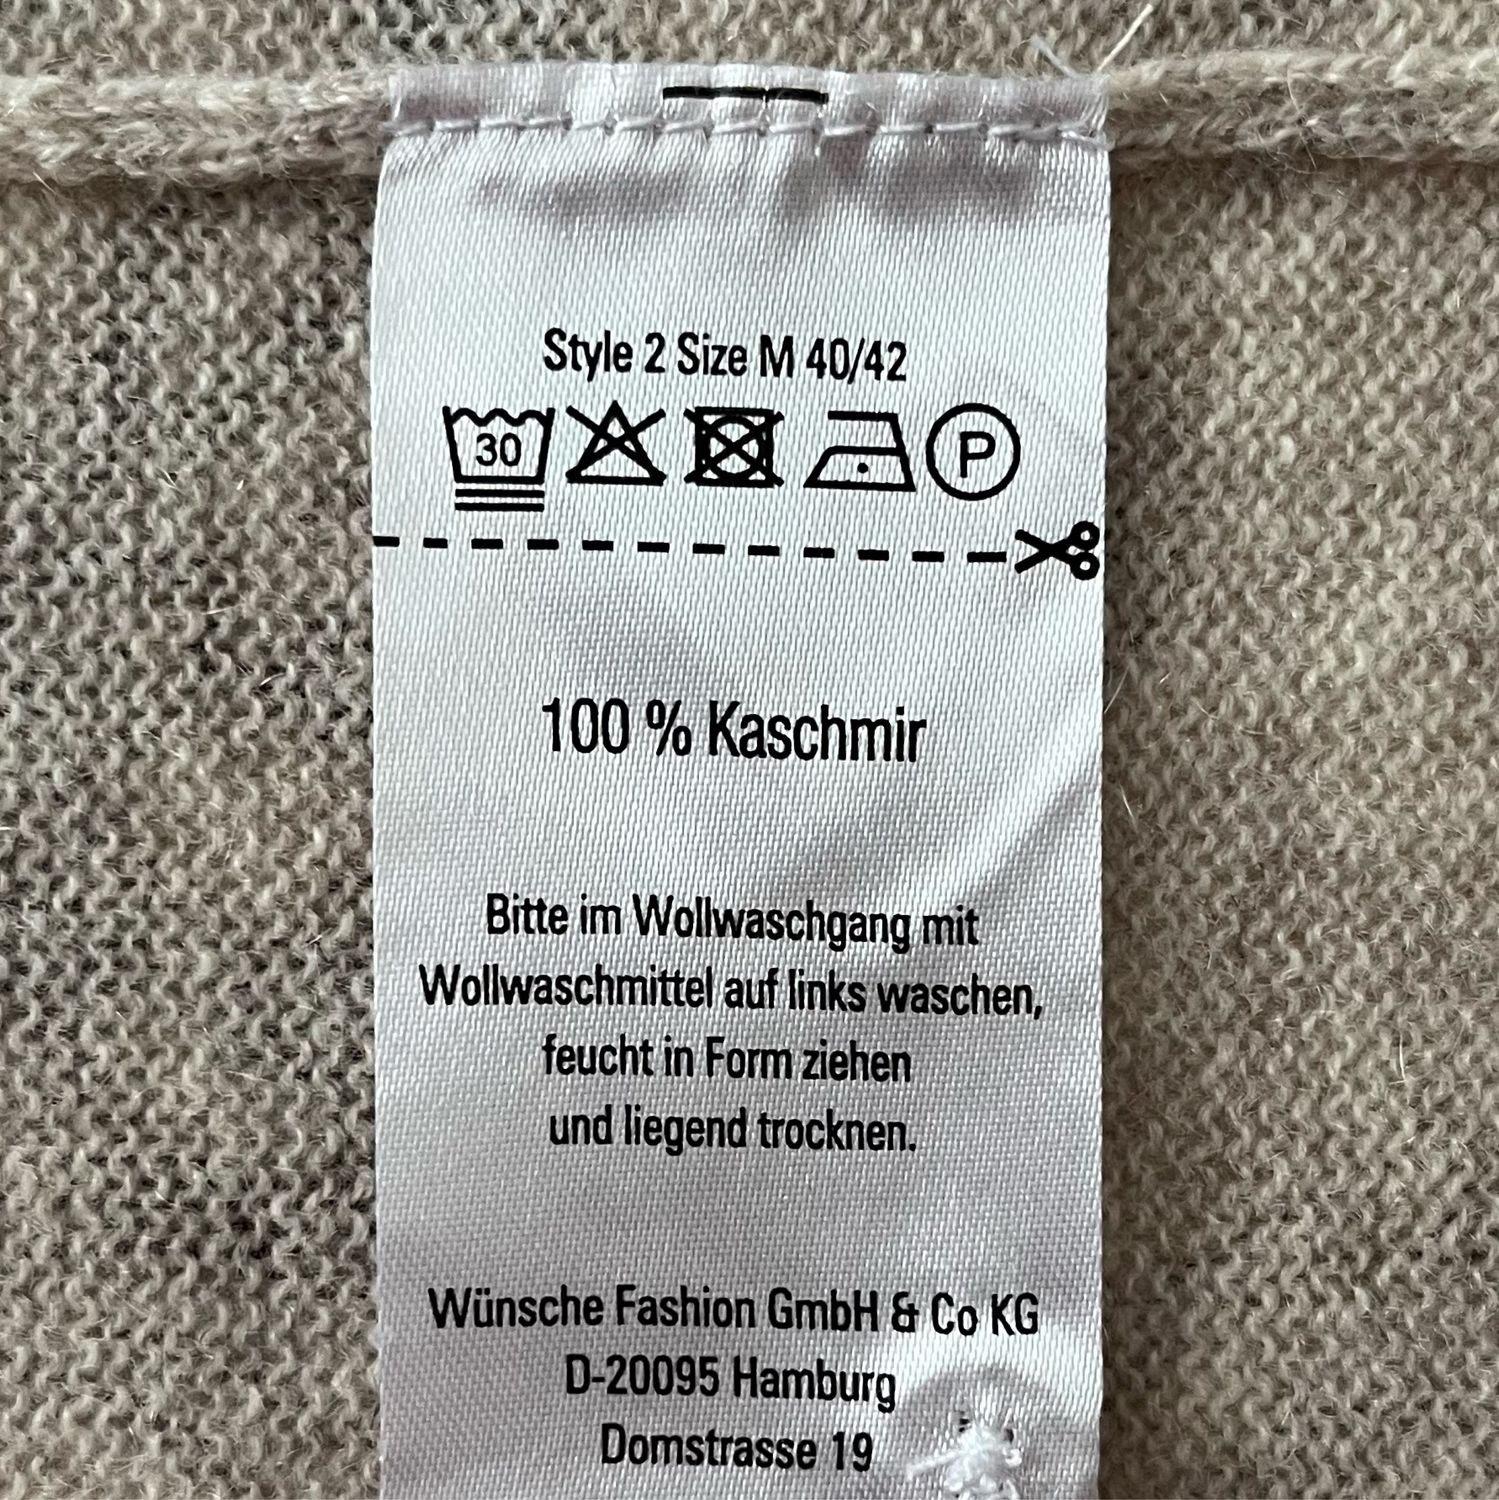 Style 2 Size M 40/42
30
P
100 % Kaschmir
Bitte im Wollwaschgang mit
Wollwaschmittel auf links waschen,
feucht in Form ziehen
und liegend trocknen.
Wünsche Fashion GmbH & Co KG
D-20095 Hamburg
Domstrasse 19